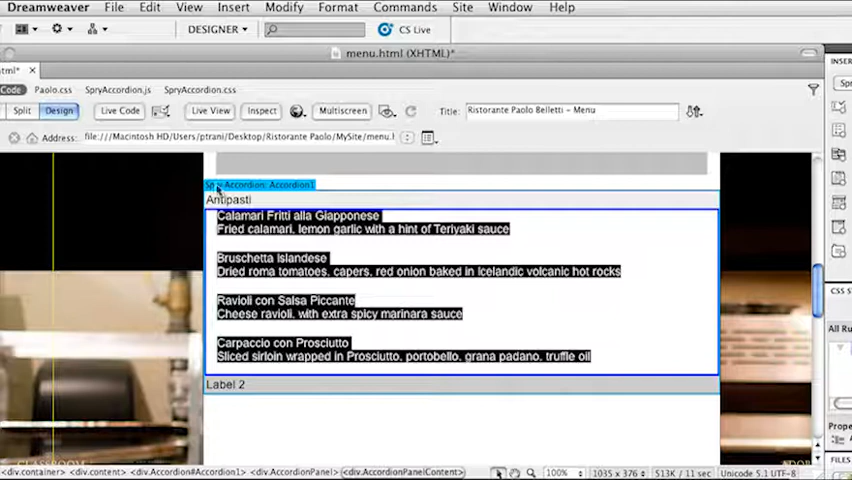 Dreamweaver File Edit View Insert Modify Format Commands Site Window Help
DESIGNER CS Live
menu.html (XHTML)*
html*
Code Paolo.css SpryAccordion.js SpryAccordion.css
Split Design Live Code Live View Inspect Multiscreen Title: Ristorante Paolo Belletti - Menu
Address: file:///Macintosh HD/Users/ptrani/Desktop/Ristorante Paolo/MySite/menu.h
INSER
Spr
Spry Accordion: Accordion1
Antipasti
Calamari Fritti alla Giapponese
Fried calamari, lemon garlic with a hint of Teriyaki sauce
Bruschetta Islandese
Dried roma tomatoes, capers, red onion baked in Icelandic volcanic hot rocks
Ravioli con Salsa Piccante
Cheese ravioli, with extra spicy marinara sauce
Carpaccio con Prosciutto
Sliced sirloin wrapped in Prosciutto, portobello, grana padano, truffle oil
Label 2
CSS S
All Ru
Prope
FILES
CLASSROOM
<div.container> <div.content> <div.Accordion#Accordion1> <div.AccordionPanel> <div.AccordionPanelContent> 100% 1035 x 376 513K / 11 sec Unicode 5.1 UTF-8